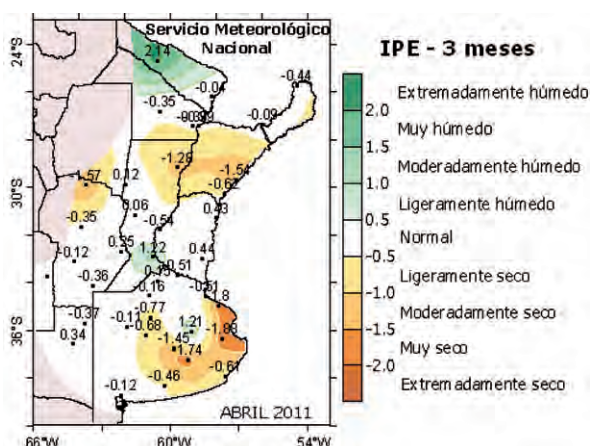 Servicio Meteorológico
Nacional
IPE - 3 meses
24°S
30°S
36°S
66°W
60°W
54°W
2.14
-0.44
-0.04
-0.35
-0.09
-1.28
-1.54
-0.62
-1.57
0.12
0.06
-0.54
0.43
-0.35
0.35
1.22
-0.12
0.44
-0.51
-0.36
0.16
-0.77
-0.37
-0.11
-0.68
1.21
-1.83
0.34
-1.45
-1.74
-0.61
-0.46
-0.12
ABRIL 2011
Extremadamente húmedo
2.0
Muy húmedo
1.5
Moderadamente húmedo
1.0
Ligeramente húmedo
0.5
Normal
-0.5
Ligeramente seco
-1.0
Moderadamente seco
-1.5
Muy seco
-2.0
Extremadamente seco